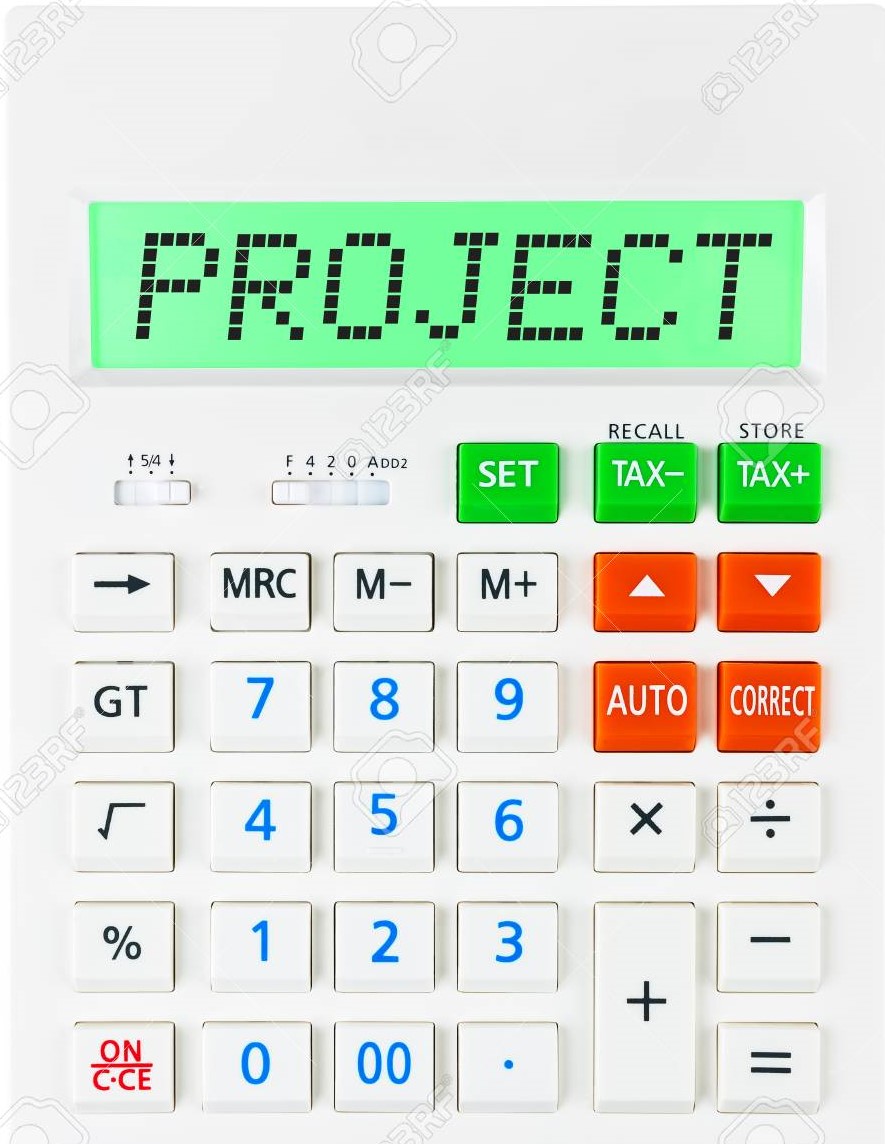 PROJECT
RECALL STORE
↑ 5/4 ↓ F 4 2 0 ADD2 SET TAX− TAX+
→ MRC M− M+ ▲ ▼
GT 7 8 9 AUTO CORRECT
√ 4 5 6 × ÷
% 1 2 3 + −
ON
C·CE 0 00 · =
123RF